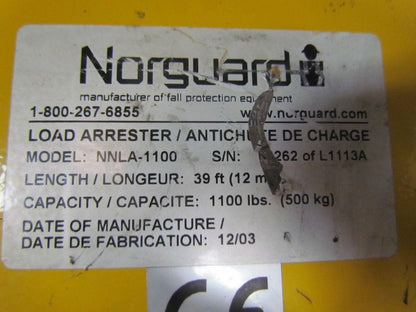 Norguard
manufacturer of fall protection equipment
1-800-267-6855 www.norguard.com
LOAD ARRESTER / ANTICHUTE DE CHARGE
MODEL: NNLA-1100 S/N: 262 of L1113A
LENGTH / LONGEUR: 39 ft (12 m
CAPACITY / CAPACITE: 1100 lbs. (500 kg)
DATE OF MANUFACTURE /
DATE DE FABRICATION: 12/03
CE